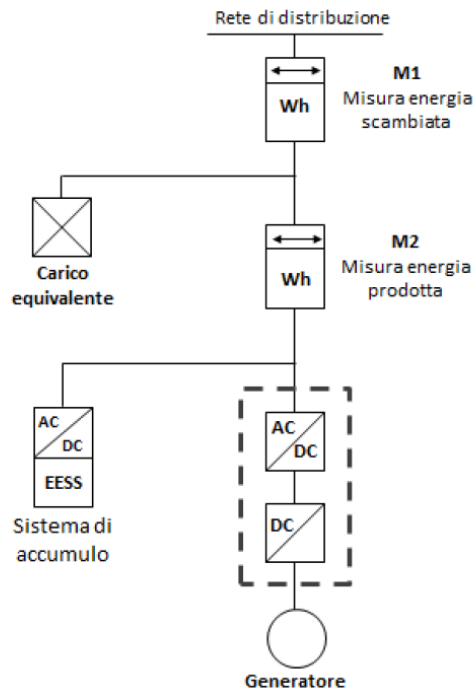 Rete di distribuzione
M1
Misura energia
scambiata
Wh
Carico
equivalente
M2
Misura energia
prodotta
Wh
AC
DC
EESS
Sistema di
accumulo
AC
DC
DC
Generatore